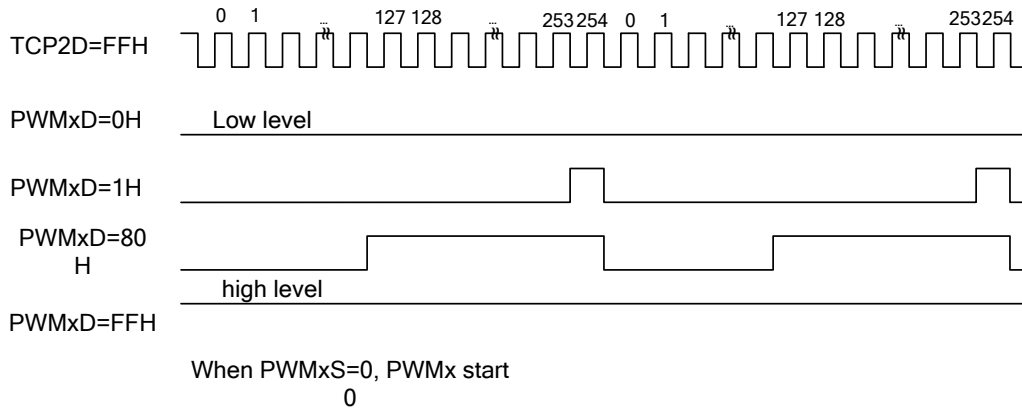 0 1 ... 127 128 ... 253 254 0 1 ... 127 128 ... 253 254
TCP2D=FFH
PWMxD=0H Low level
PWMxD=1H
PWMxD=80
H
high level
PWMxD=FFH
When PWMxS=0, PWMx start
0